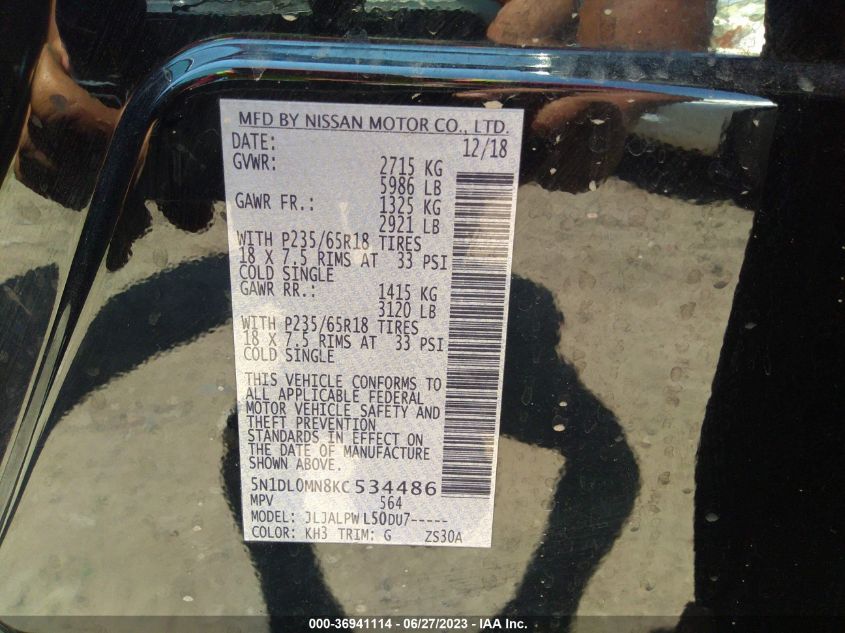 MFD BY NISSAN MOTOR CO., LTD.
DATE: 12/18
GVWR: 2715 KG
5986 LB
GAWR FR.: 1325 KG
2921 LB
WITH P235/65R18 TIRES
18 X 7.5 RIMS AT 33 PSI
COLD SINGLE
GAWR RR.: 1415 KG
3120 LB
WITH P235/65R18 TIRES
18 X 7.5 RIMS AT 33 PSI
COLD SINGLE
THIS VEHICLE CONFORMS TO
ALL APPLICABLE FEDERAL
MOTOR VEHICLE SAFETY AND
THEFT PREVENTION
STANDARDS IN EFFECT ON
THE DATE OF MANUFACTURE
SHOWN ABOVE.
5N1DL0MN8KC534486
MPV 564
MODEL: JLJALPWL50DU7-----
COLOR: KH3 TRIM: G ZS30A
000-36941114 - 06/27/2023 - IAA Inc.